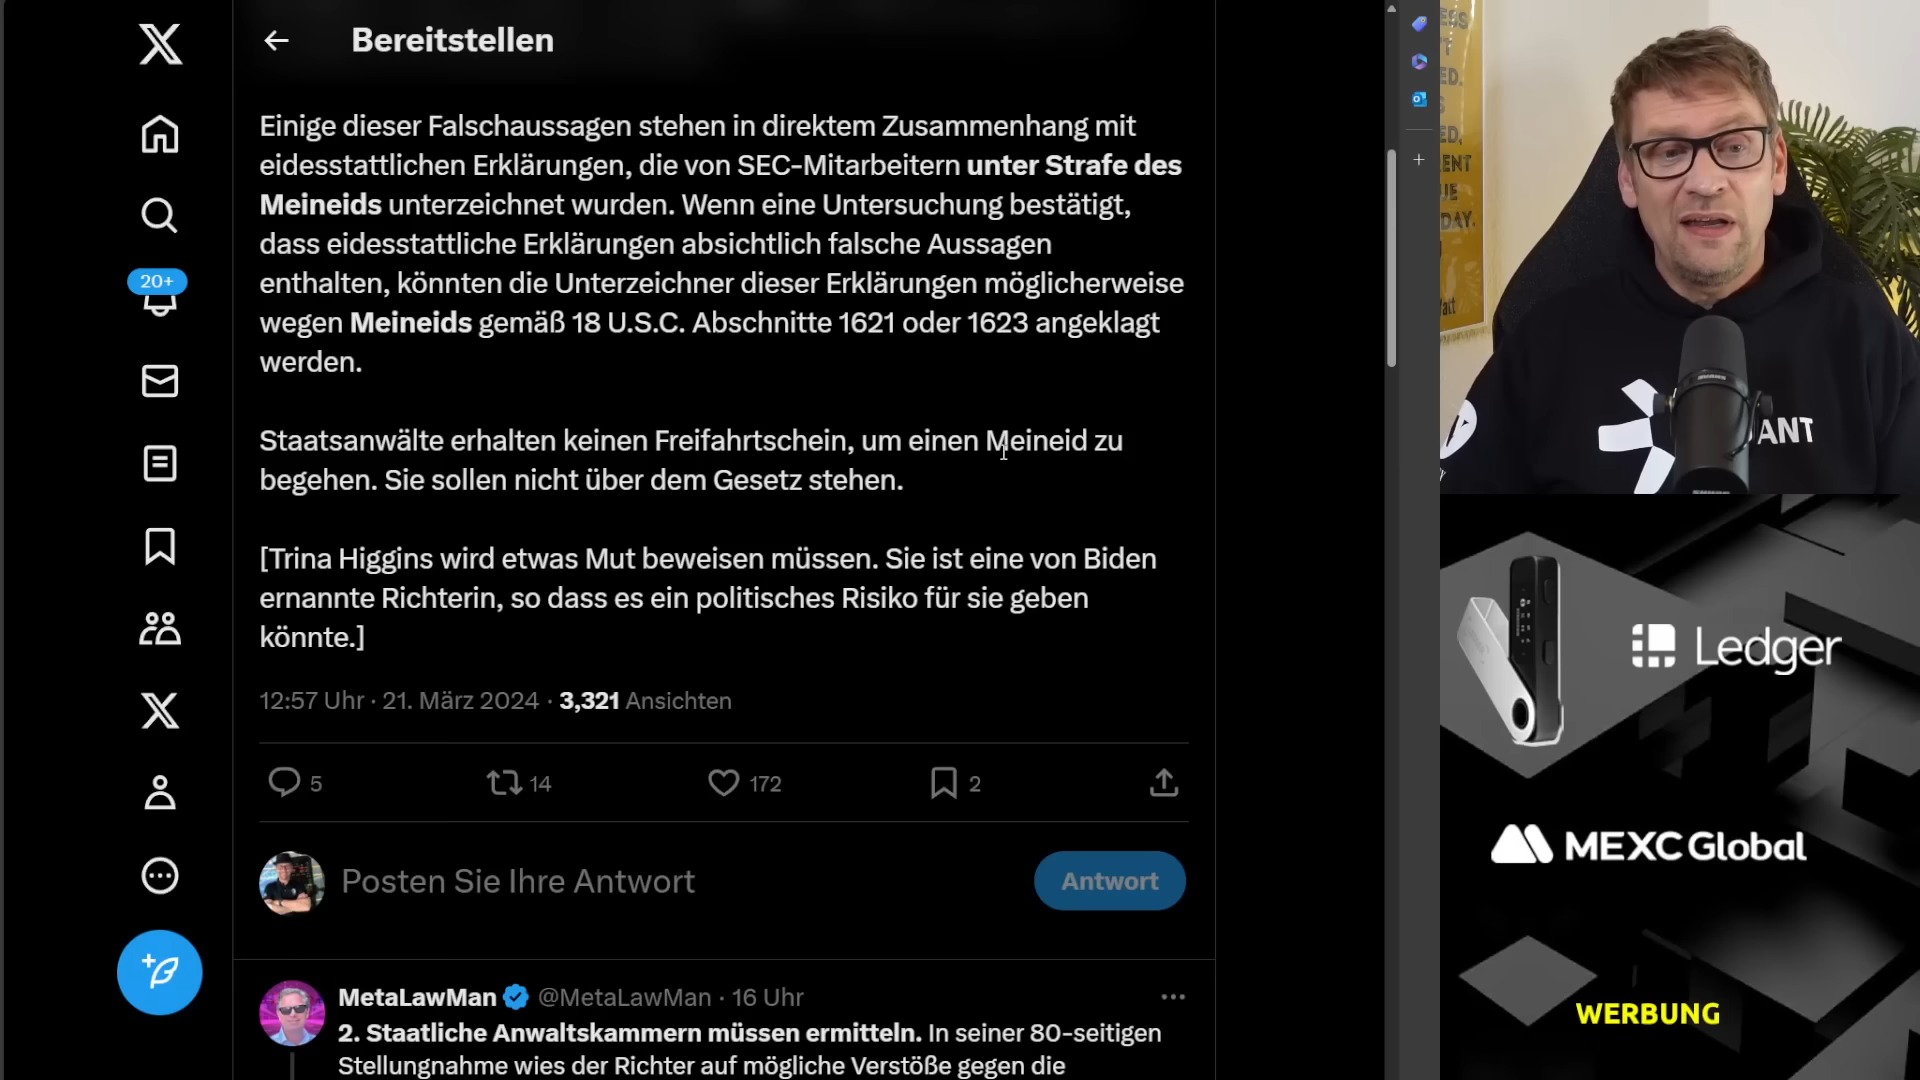 Bereitstellen
Einige dieser Falschaussagen stehen in direktem Zusammenhang mit
eidesstattlichen Erklärungen, die von SEC-Mitarbeitern unter Strafe des
Meineids unterzeichnet wurden. Wenn eine Untersuchung bestätigt,
dass eidesstattliche Erklärungen absichtlich falsche Aussagen
enthalten, könnten die Unterzeichner dieser Erklärungen möglicherweise
wegen Meineids gemäß 18 U.S.C. Abschnitte 1621 oder 1623 angeklagt
werden.
Staatsanwälte erhalten keinen Freifahrtschein, um einen Meineid zu
begehen. Sie sollen nicht über dem Gesetz stehen.
[Trina Higgins wird etwas Mut beweisen müssen. Sie ist eine von Biden
ernannte Richterin, so dass es ein politisches Risiko für sie geben
könnte.]
12:57 Uhr · 21. März 2024 · 3,321 Ansichten
5 14 172 2
Posten Sie Ihre Antwort
Antwort
MetaLawMan @MetaLawMan · 16 Uhr
2. Staatliche Anwaltskammern müssen ermitteln. In seiner 80-seitigen
Stellungnahme wies der Richter auf mögliche Verstöße gegen die
20+
ANT
Ledger
MEXC Global
WERBUNG